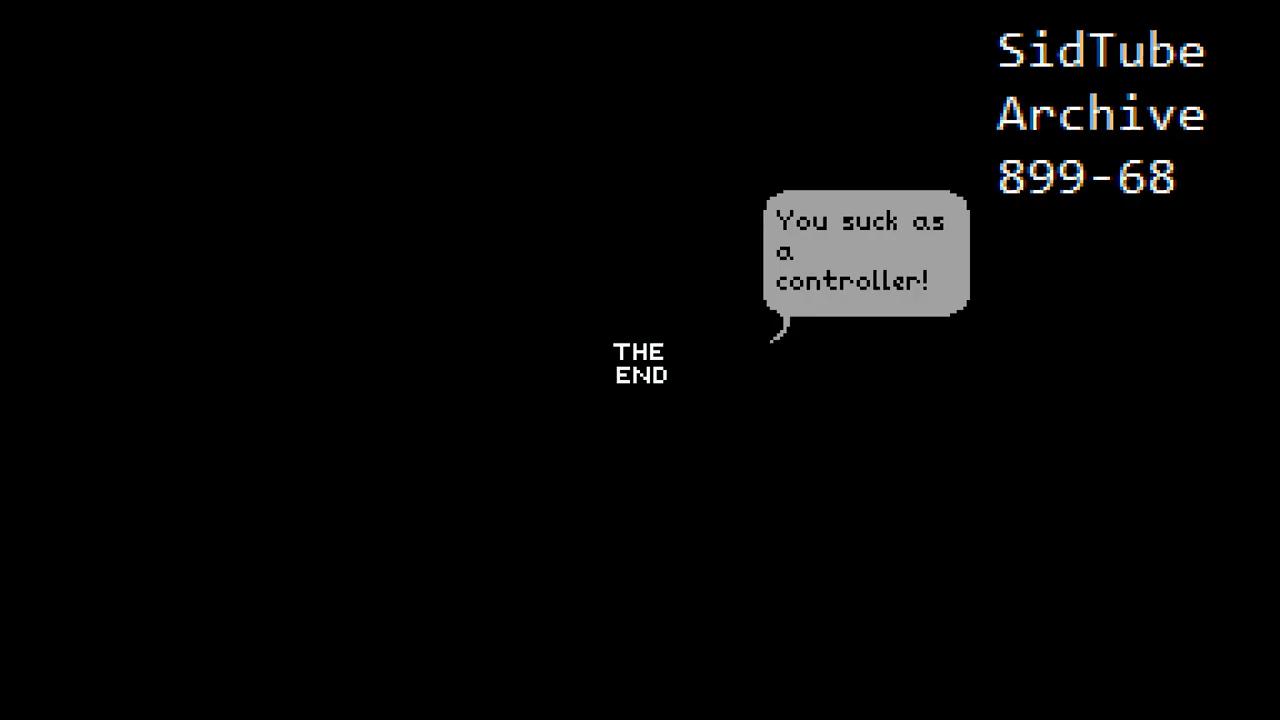 SidTube
Archive
899-68
You suck as
a
controller!
THE
END